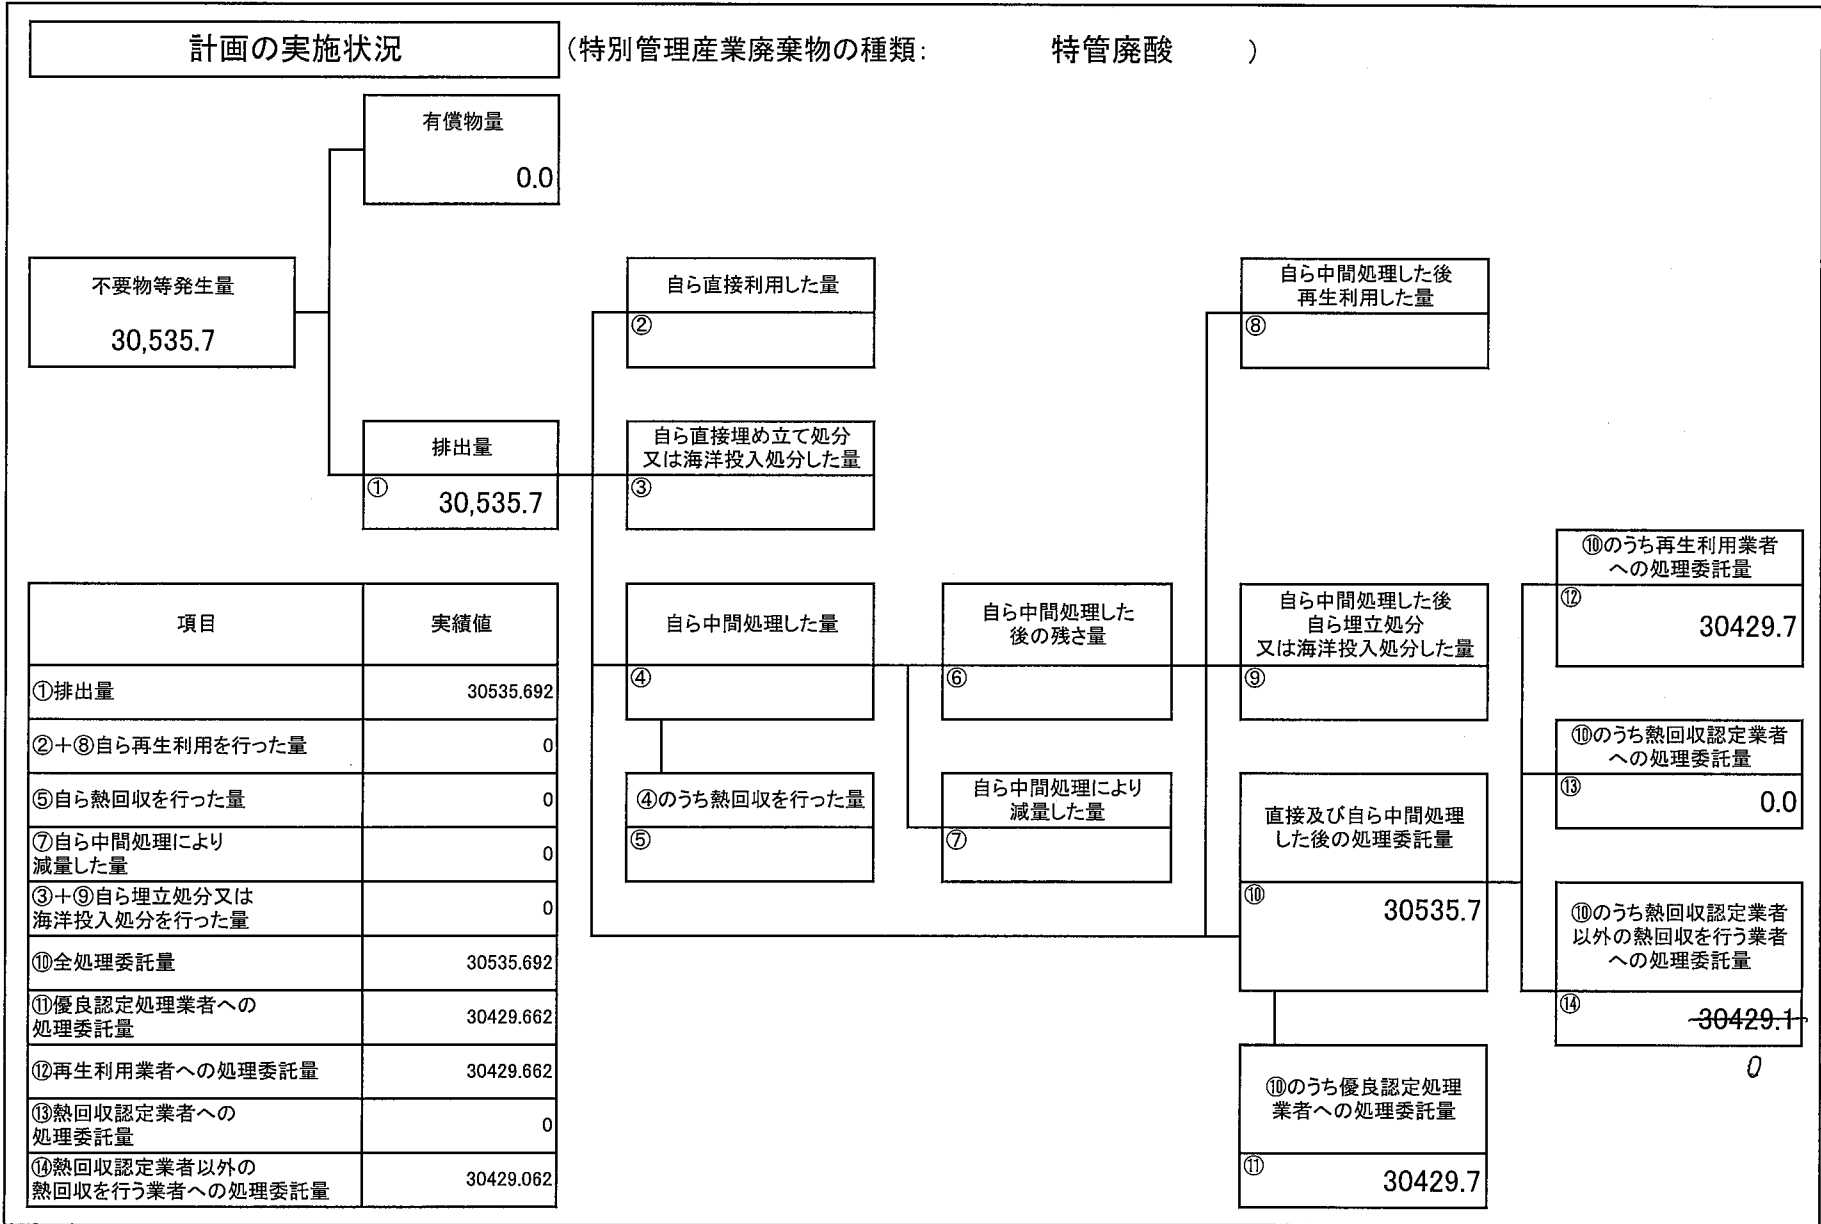 計画の実施状況
(特別管理産業廃棄物の種類: 特管廃酸 )
有償物量
0.0
不要物等発生量
30,535.7
自ら直接利用した量
②
自ら中間処理した後
再生利用した量
⑧
排出量
① 30,535.7
自ら直接埋め立て処分
又は海洋投入処分した量
③
⑩のうち再生利用業者
への処理委託量
⑫
30429.7
自ら中間処理した量
④
自ら中間処理した
後の残さ量
⑥
自ら中間処理した後
自ら埋立処分
又は海洋投入処分した量
⑨
⑩のうち熱回収認定業者
への処理委託量
⑬
0.0
④のうち熱回収を行った量
⑤
自ら中間処理により
減量した量
⑦
直接及び自ら中間処理
した後の処理委託量
⑩
30535.7
⑩のうち熱回収認定業者
以外の熱回収を行う業者
への処理委託量
⑭
30429.1
0
⑩のうち優良認定処理
業者への処理委託量
⑪
30429.7
項目 実績値
①排出量 30535.692
②+⑧自ら再生利用を行った量 0
⑤自ら熱回収を行った量 0
⑦自ら中間処理により
減量した量 0
③+⑨自ら埋立処分又は
海洋投入処分を行った量 0
⑩全処理委託量 30535.692
⑪優良認定処理業者への
処理委託量 30429.662
⑫再生利用業者への処理委託量 30429.662
⑬熱回収認定業者への
処理委託量 0
⑭熱回収認定業者以外の
熱回収を行う業者への処理委託量 30429.062